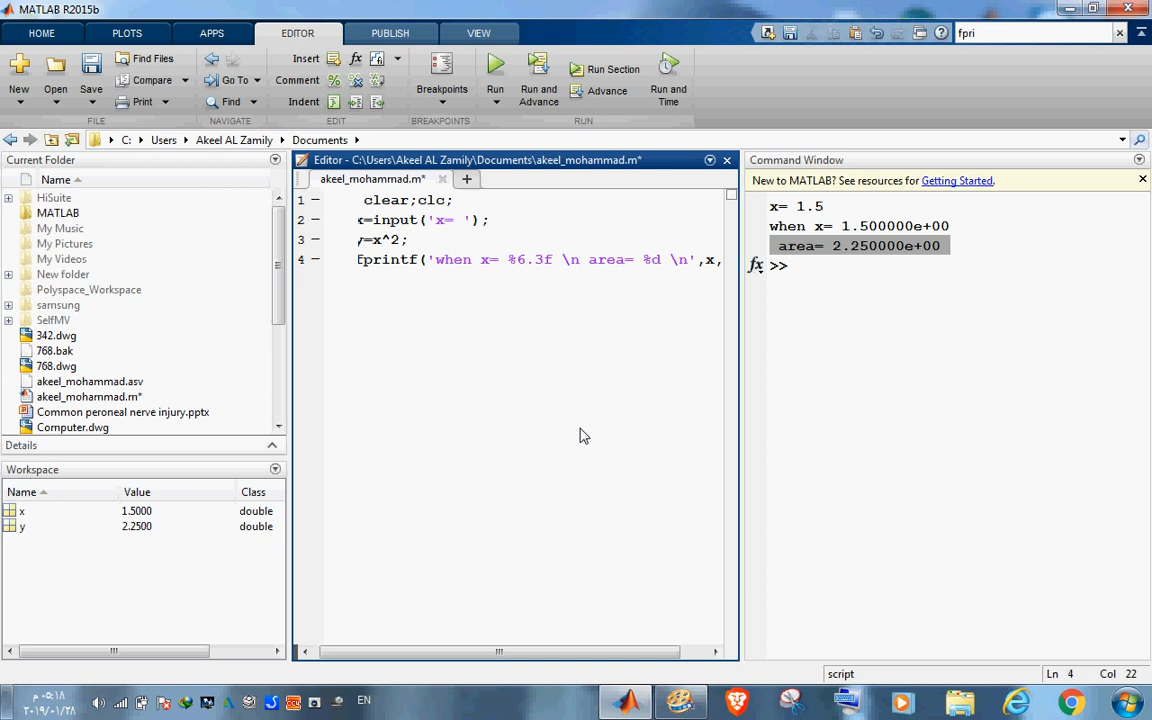 MATLAB R2015b
HOME PLOTS APPS EDITOR PUBLISH VIEW fpri
New Open Save Find Files Compare Print
Go To Find
Insert fx Comment % Indent
Breakpoints
Run Run and Advance Run Section Advance Run and Time
FILE NAVIGATE EDIT BREAKPOINTS RUN
C: Users Akeel AL Zamily Documents
Current Folder
Name
HiSuite
MATLAB
My Music
My Pictures
My Videos
New folder
Polyspace_Workspace
samsung
SelfMV
342.dwg
768.bak
768.dwg
akeel_mohammad.asv
akeel_mohammad.m*
Common peroneal nerve injury.pptx
Computer.dwg
Details
Workspace
Name Value Class
x 1.5000 double
y 2.2500 double
Editor - C:\Users\Akeel AL Zamily\Documents\akeel_mohammad.m*
akeel_mohammad.m* +
1 clear;clc;
2 x=input('x= ');
3 y=x^2;
4 fprintf('when x= %6.3f \n area= %d \n',x,
Command Window
New to MATLAB? See resources for Getting Started.
x= 1.5
when x= 1.500000e+00
area= 2.250000e+00
fx >>
script Ln 4 Col 22
٠٥:١٨ م
٢٠١٩/٠١/٢٨
EN